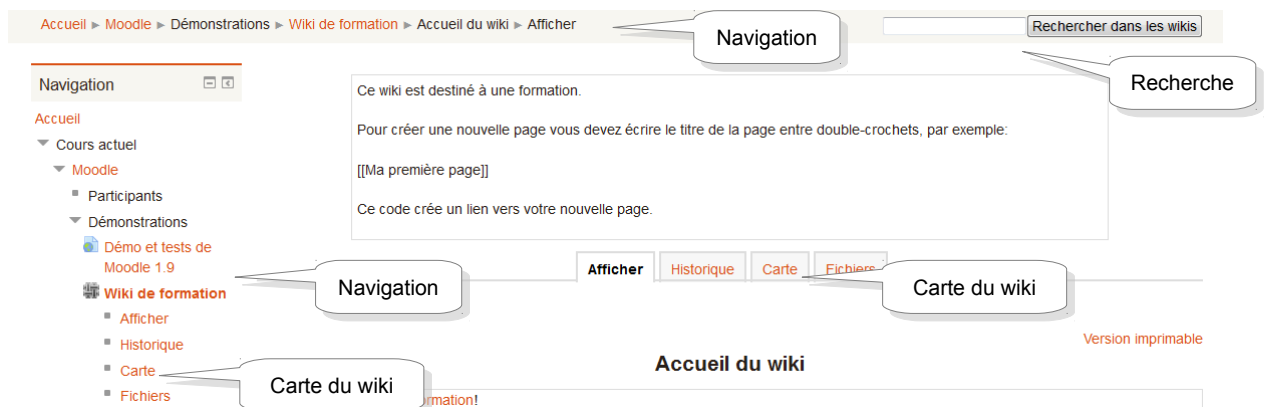 Accueil ► Moodle ► Démonstrations ► Wiki de formation ► Accueil du wiki ► Afficher
Navigation
Rechercher dans les wikis
Recherche
Navigation
Accueil
Cours actuel
Moodle
Participants
Démonstrations
Démo et tests de
Moodle 1.9
Wiki de formation
Afficher
Historique
Carte
Fichiers
Navigation
Carte du wiki
Ce wiki est destiné à une formation.
Pour créer une nouvelle page vous devez écrire le titre de la page entre double-crochets, par exemple:
[[Ma première page]]
Ce code crée un lien vers votre nouvelle page.
Afficher Historique Carte Fichiers
Carte du wiki
Version imprimable
Accueil du wiki
formation!